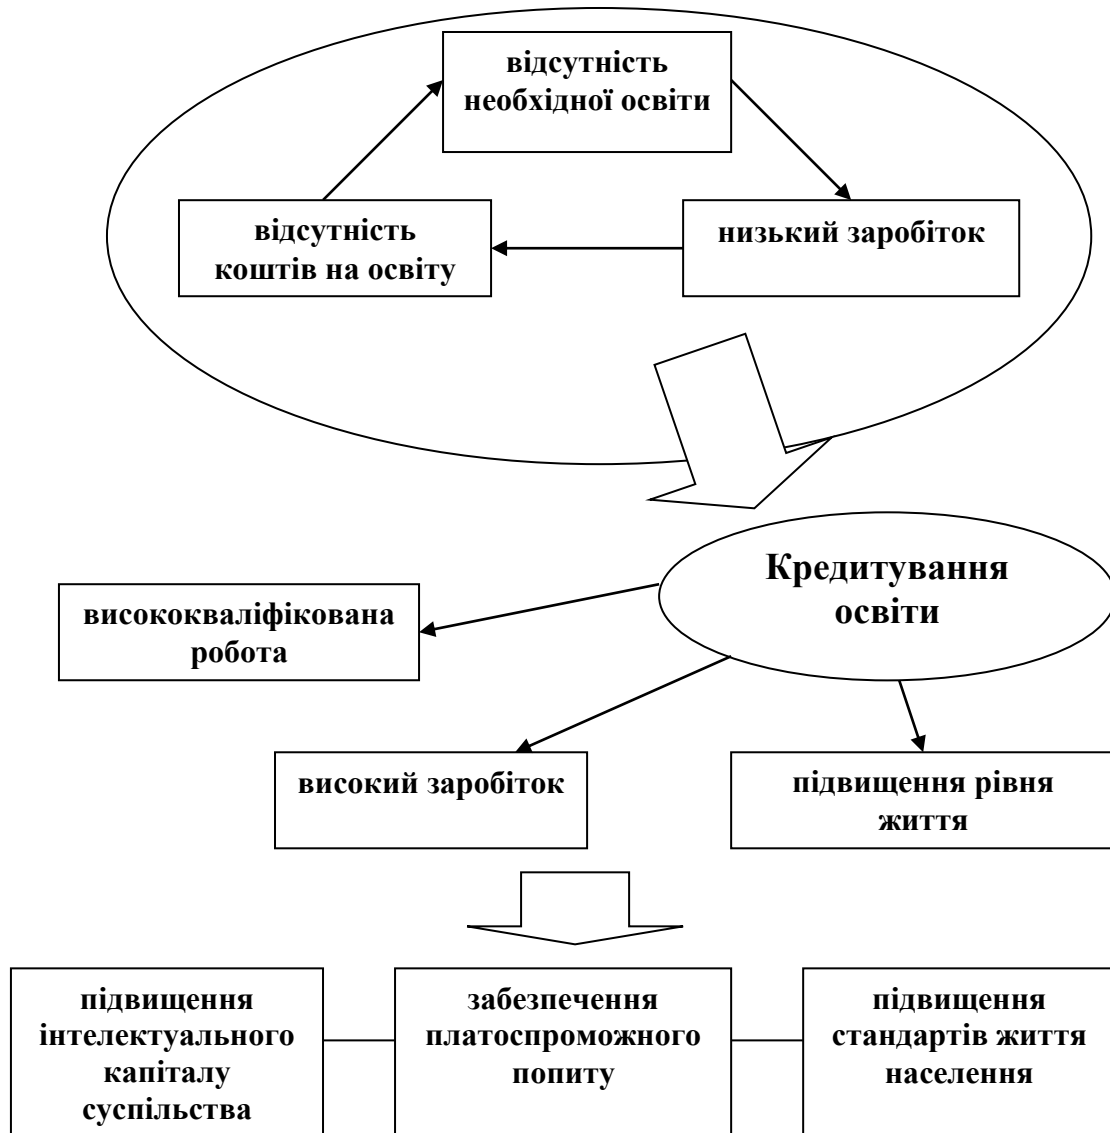 відсутність
необхідної освіти
відсутність
коштів на освіту
низький заробіток
Кредитування
освіти
висококваліфікована
робота
високий заробіток
підвищення рівня
життя
підвищення
інтелектуального
капіталу
суспільства
забезпечення
платоспроможного
попиту
підвищення
стандартів життя
населення